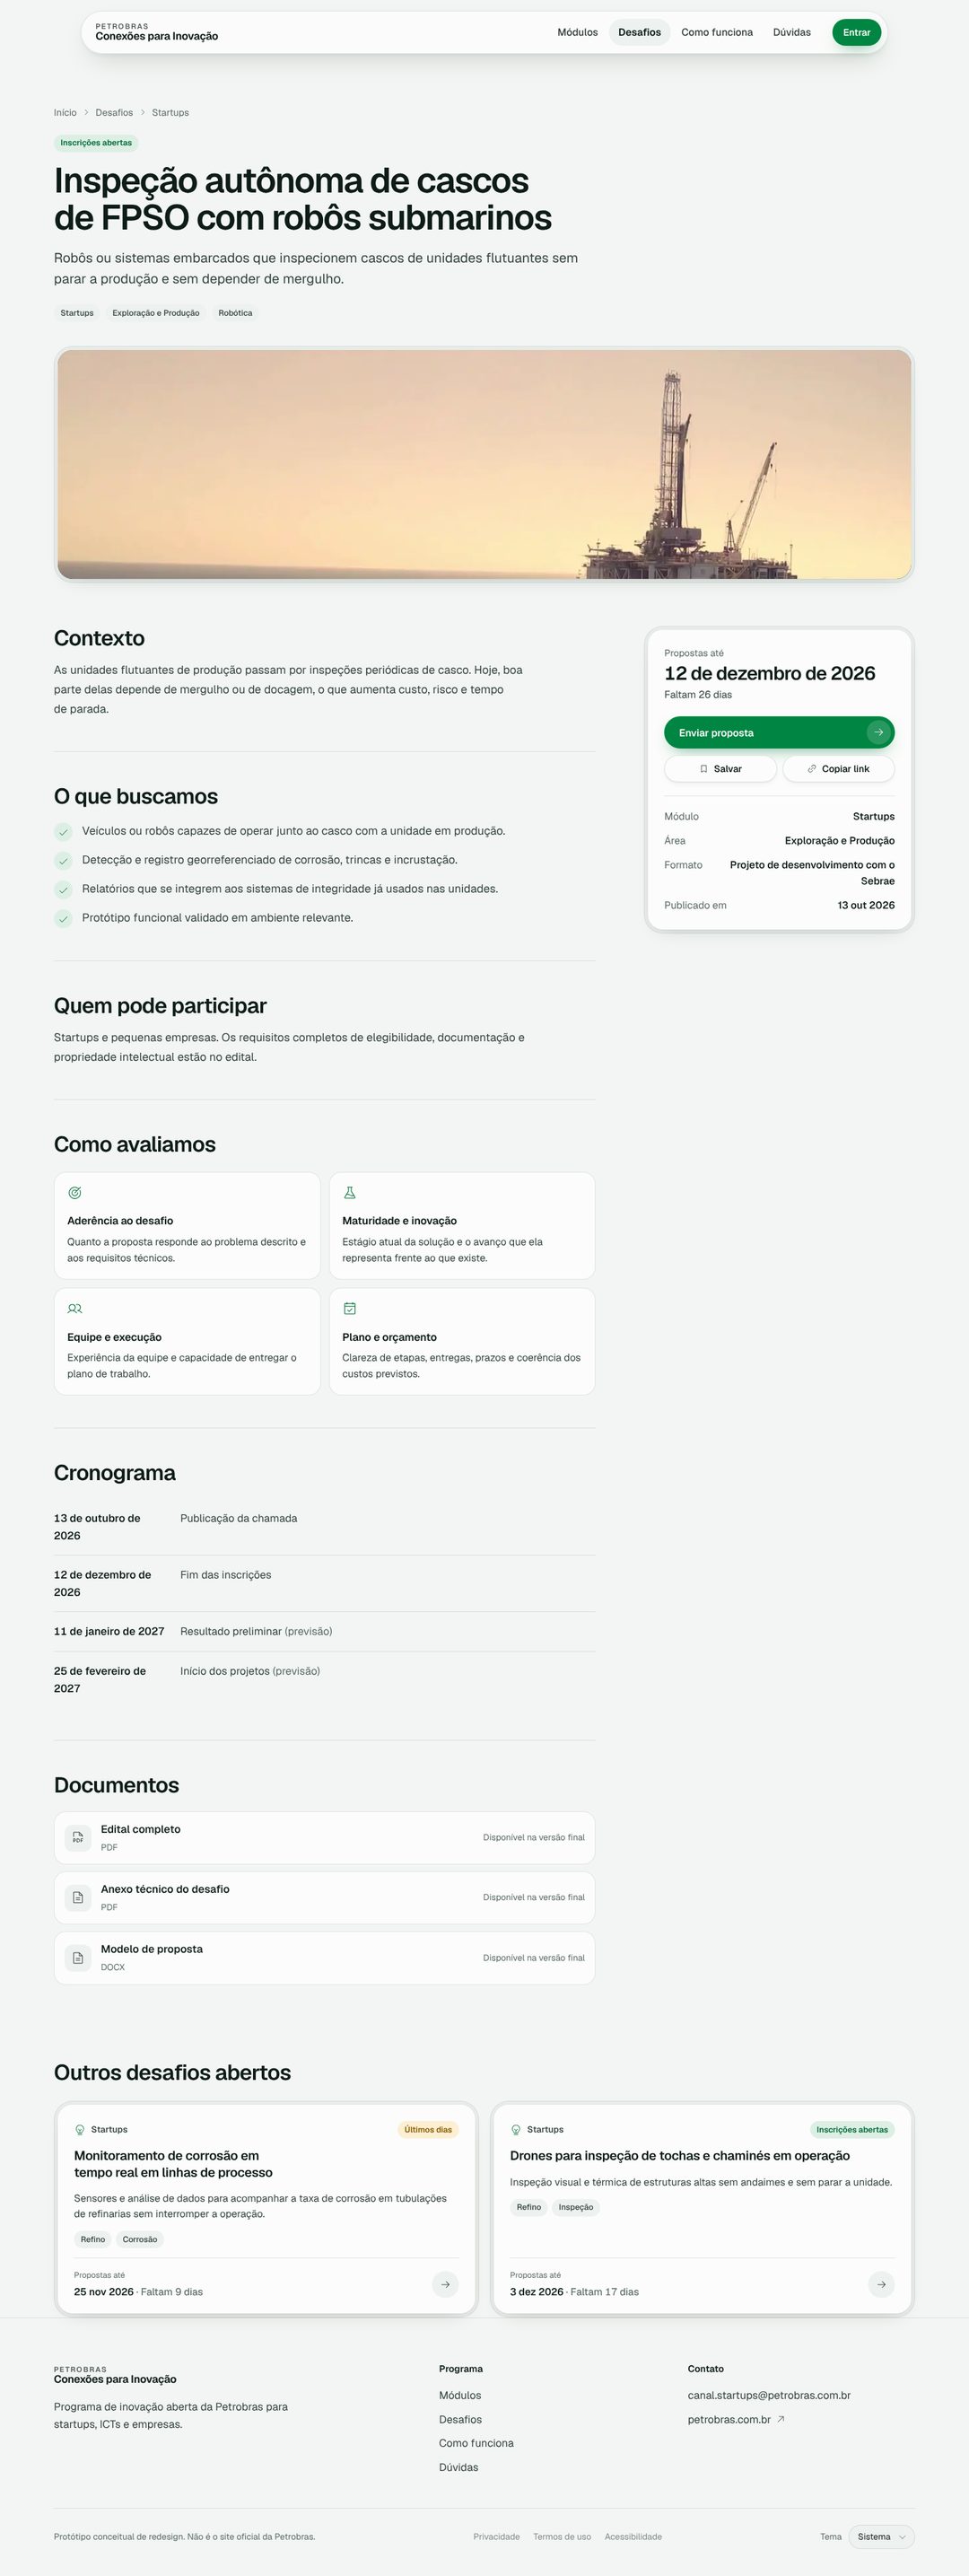 PETROBRAS
Conexões para Inovação
Módulos
Desafios
Como funciona
Dúvidas
Entrar
Início
Desafios
Startups
Inscrições abertas
Inspeção autônoma de cascos
de FPSO com robôs submarinos
Robôs ou sistemas embarcados que inspecionem cascos de unidades flutuantes sem
parar a produção e sem depender de mergulho.
Startups
Exploração e Produção
Robótica
Contexto
As unidades flutuantes de produção passam por inspeções periódicas de casco. Hoje, boa
parte delas depende de mergulho ou de docagem, o que aumenta custo, risco e tempo
de parada.
O que buscamos
Veículos ou robôs capazes de operar junto ao casco com a unidade em produção.
Detecção e registro georreferenciado de corrosão, trincas e incrustação.
Relatórios que se integrem aos sistemas de integridade já usados nas unidades.
Protótipo funcional validado em ambiente relevante.
Quem pode participar
Startups e pequenas empresas. Os requisitos completos de elegibilidade, documentação e
propriedade intelectual estão no edital.
Como avaliamos
Aderência ao desafio
Quanto a proposta responde ao problema descrito e
aos requisitos técnicos.
Maturidade e inovação
Estágio atual da solução e o avanço que ela
representa frente ao que existe.
Equipe e execução
Experiência da equipe e capacidade de entregar o
plano de trabalho.
Plano e orçamento
Clareza de etapas, entregas, prazos e coerência dos
custos previstos.
Cronograma
13 de outubro de
2026
Publicação da chamada
12 de dezembro de
2026
Fim das inscrições
11 de janeiro de 2027
Resultado preliminar (previsão)
25 de fevereiro de
2027
Início dos projetos (previsão)
Documentos
PDF
Edital completo
PDF
Disponível na versão final
Anexo técnico do desafio
PDF
Disponível na versão final
Modelo de proposta
DOCX
Disponível na versão final
Propostas até
12 de dezembro de 2026
Faltam 26 dias
Enviar proposta
Salvar
Copiar link
Módulo
Startups
Área
Exploração e Produção
Formato
Projeto de desenvolvimento com o
Sebrae
Publicado em
13 out 2026
Outros desafios abertos
Startups
Últimos dias
Monitoramento de corrosão em
tempo real em linhas de processo
Sensores e análise de dados para acompanhar a taxa de corrosão em tubulações
de refinarias sem interromper a operação.
Refino
Corrosão
Propostas até
25 nov 2026 · Faltam 9 dias
Startups
Inscrições abertas
Drones para inspeção de tochas e chaminés em operação
Inspeção visual e térmica de estruturas altas sem andaimes e sem parar a unidade.
Refino
Inspeção
Propostas até
3 dez 2026 · Faltam 17 dias
PETROBRAS
Conexões para Inovação
Programa de inovação aberta da Petrobras para
startups, ICTs e empresas.
Programa
Módulos
Desafios
Como funciona
Dúvidas
Contato
canal.startups@petrobras.com.br
petrobras.com.br
Protótipo conceitual de redesign. Não é o site oficial da Petrobras.
Privacidade
Termos de uso
Acessibilidade
Tema
Sistema